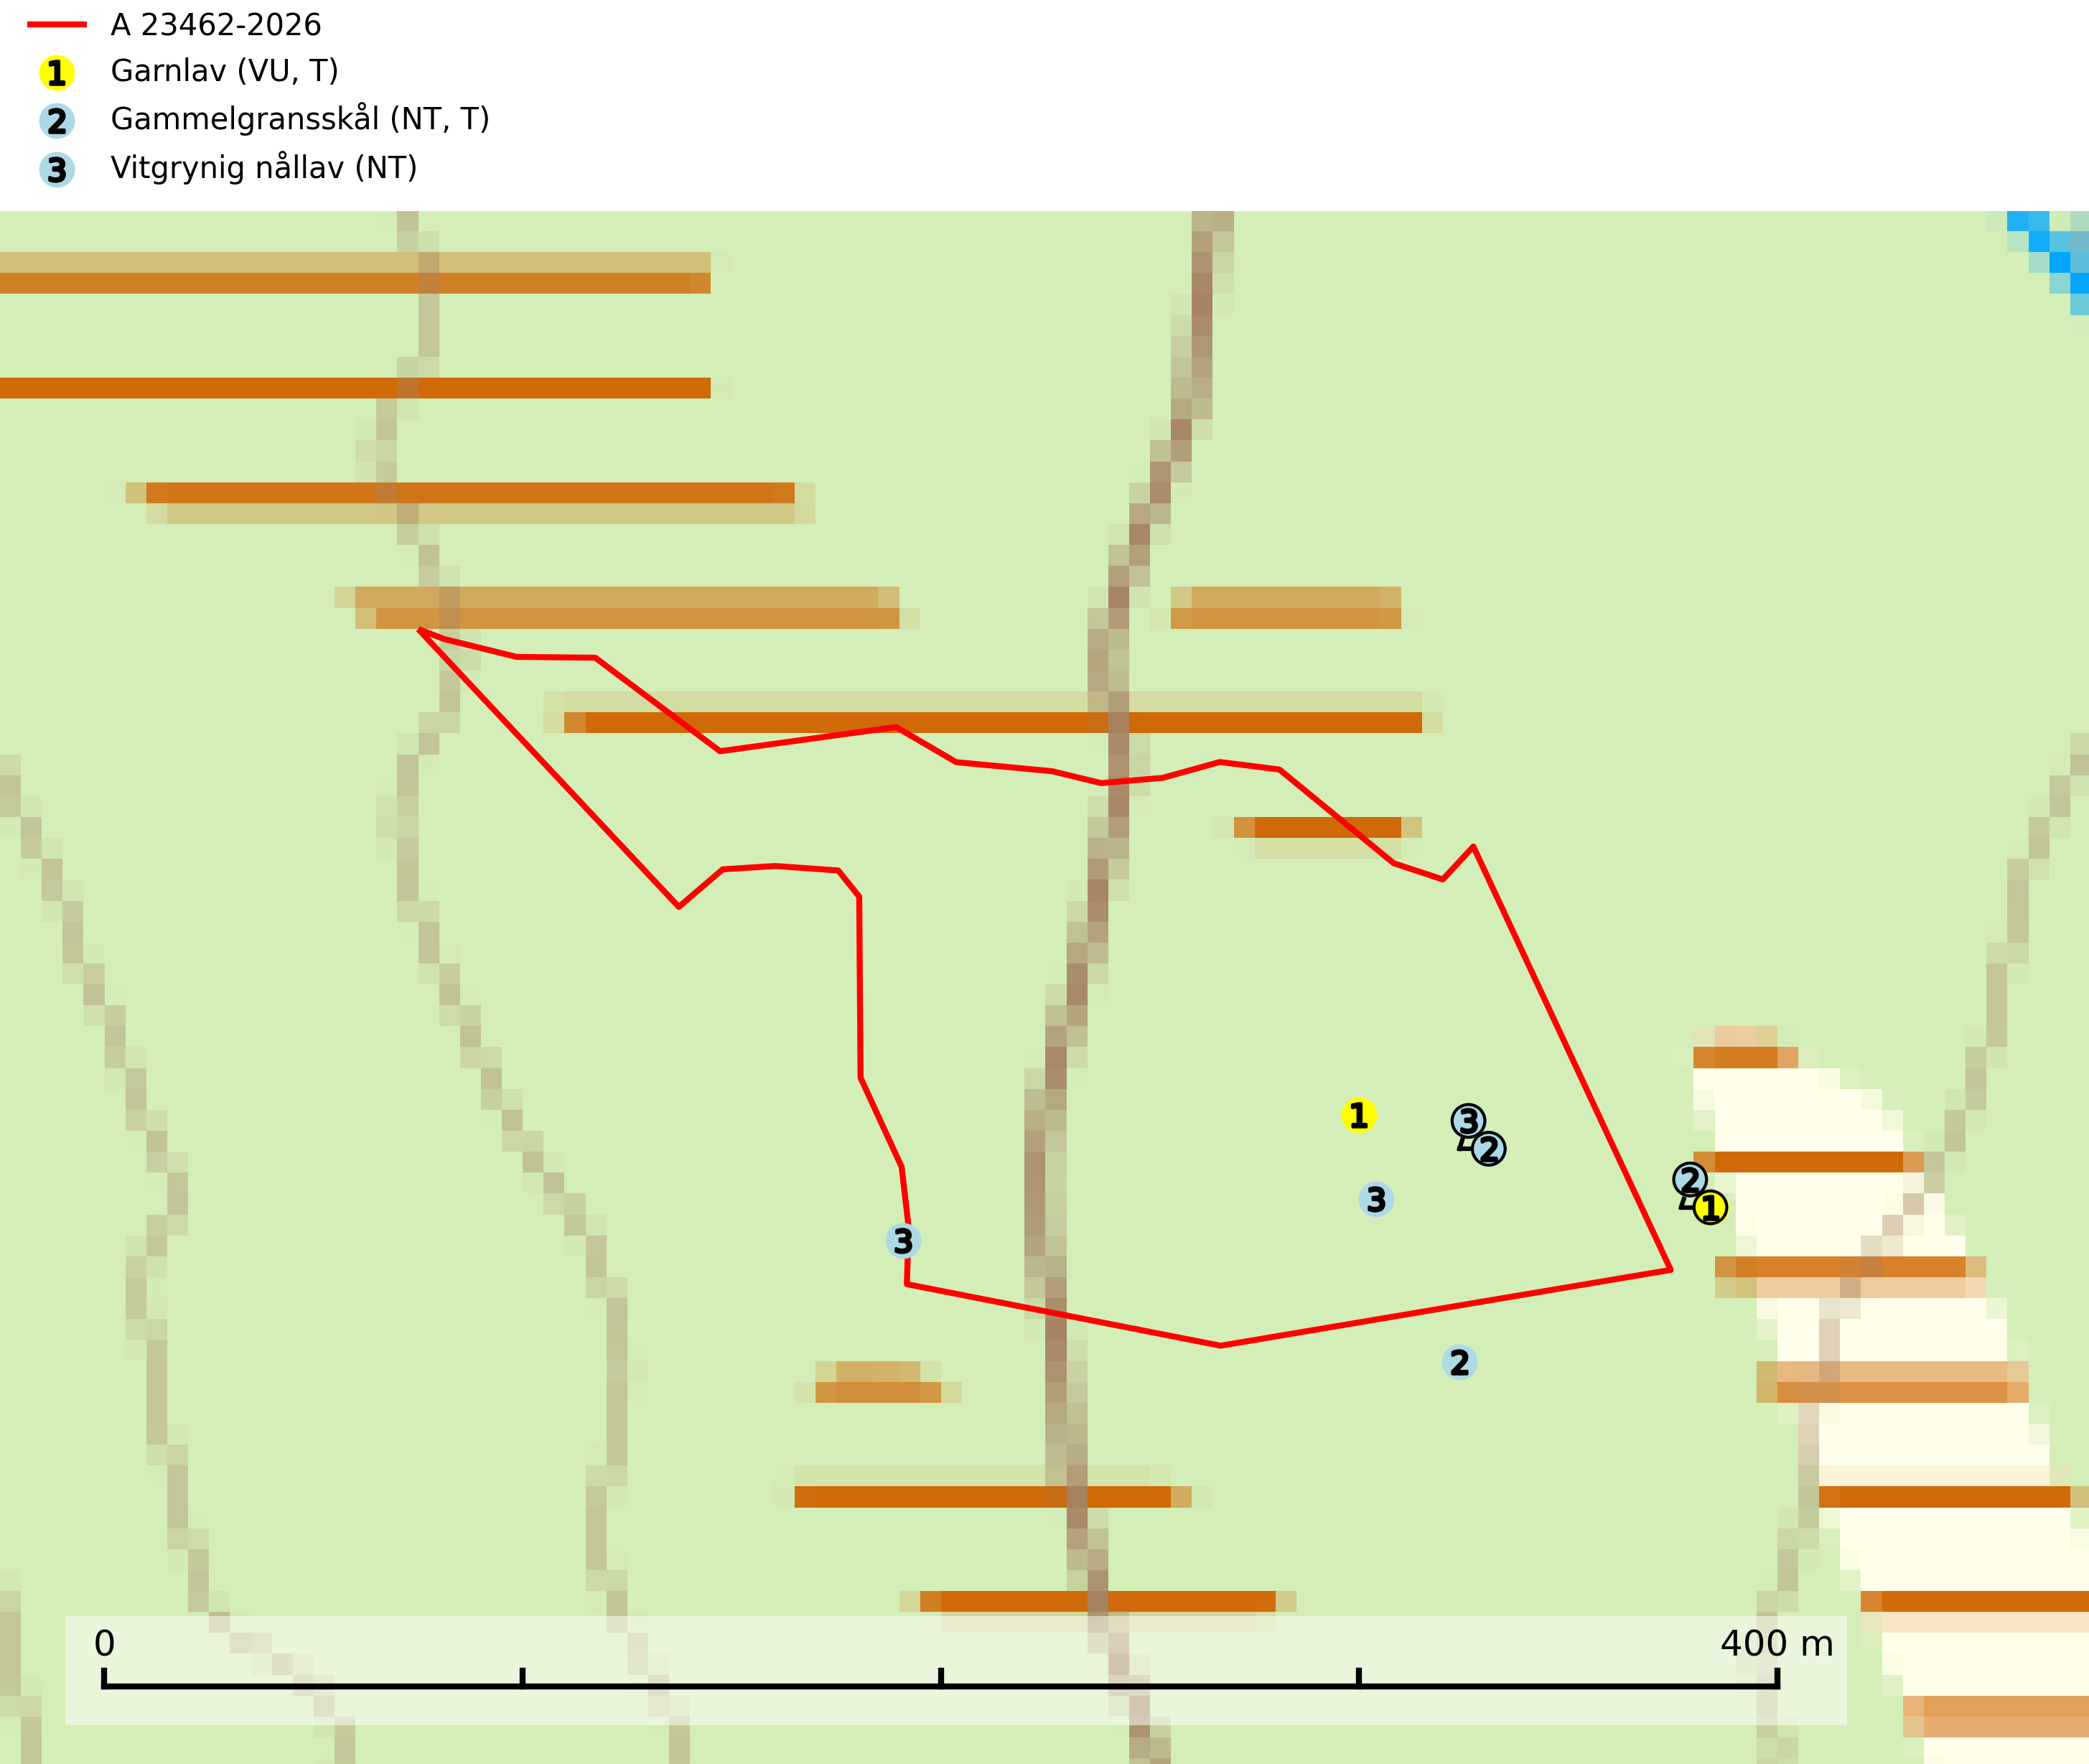 A 23462-2026
1 Garnlav (VU, T)
2 Gammelgransskål (NT, T)
3 Vitgrynig nållav (NT)
1
3
2
3
2
1
3
2
0 400 m